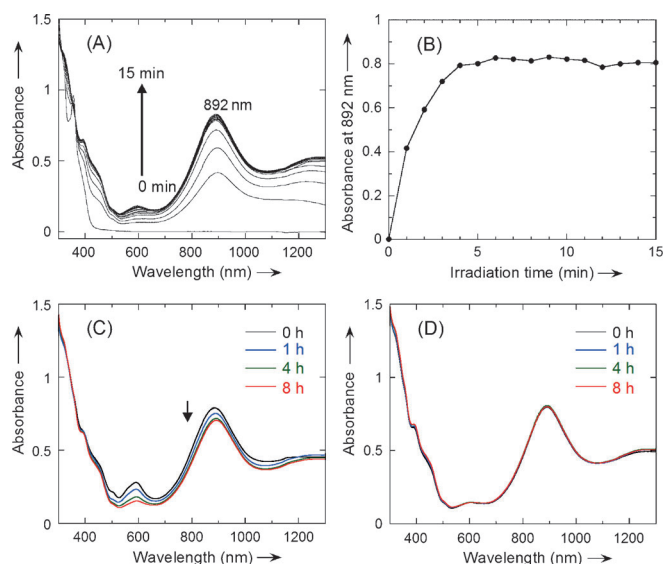 (A)
1.5
1
0.5
0
Absorbance
15 min
0 min
892 nm
400 600 800 1000 1200
Wavelength (nm)
(B)
1
0.8
0.6
0.4
0.2
0
Absorbance at 892 nm
0 5 10 15
Irradiation time (min)
(C)
1.5
1.0
0.5
0
Absorbance
0 h
1 h
4 h
8 h
400 600 800 1000 1200
Wavelength (nm)
(D)
1.5
1.0
0.5
0
Absorbance
0 h
1 h
4 h
8 h
400 600 800 1000 1200
Wavelength (nm)